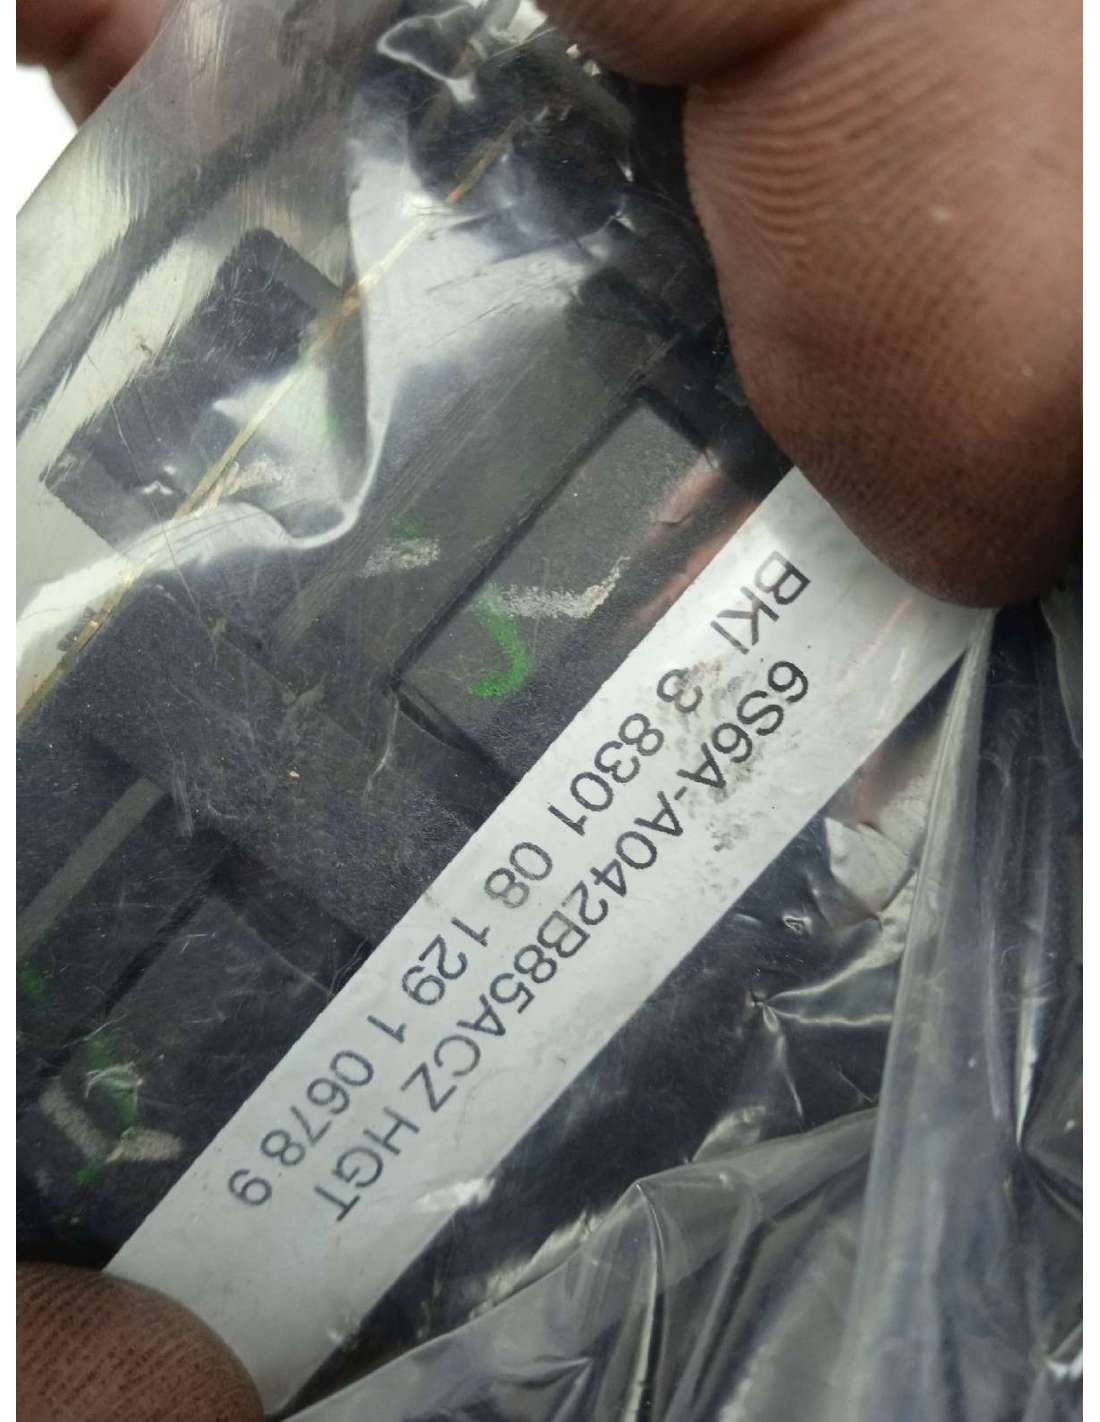 6S6A-A042B85ACZ HGT
BKI 3 8301 08 129 1 0678 9